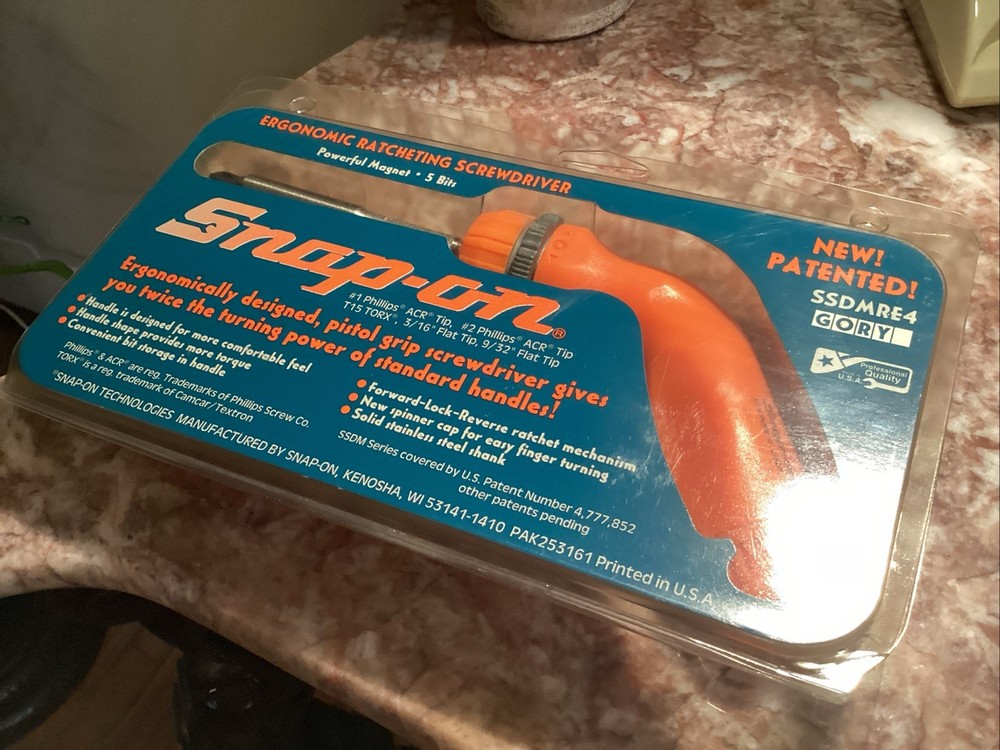 ERGONOMIC RATCHETING SCREWDRIVER
Powerful Magnet • 5 Bits
Snap-on®
NEW!
PATENTED!
SSDMRE4
GORY
Professional
Quality
U.S.A.
#1 Phillips® ACR® Tip, #2 Phillips® ACR® Tip
T15 TORX®, 3/16" Flat Tip, 9/32" Flat Tip
Ergonomically designed, pistol grip screwdriver gives
you twice the turning power of standard handles!
• Handle is designed for more comfortable feel
• Handle shape provides more torque
• Convenient bit storage in handle
• Forward-Lock-Reverse ratchet mechanism
• New spinner cap for easy finger turning
• Solid stainless steel shank
Phillips® & ACR® are reg. Trademarks of Phillips Screw Co.
TORX® is a reg. trademark of Camcar/Textron
SSDM Series covered by U.S. Patent Number 4,777,852
other patents pending
®SNAP-ON TECHNOLOGIES MANUFACTURED BY SNAP-ON, KENOSHA, WI 53141-1410 PAK253161 Printed in U.S.A.